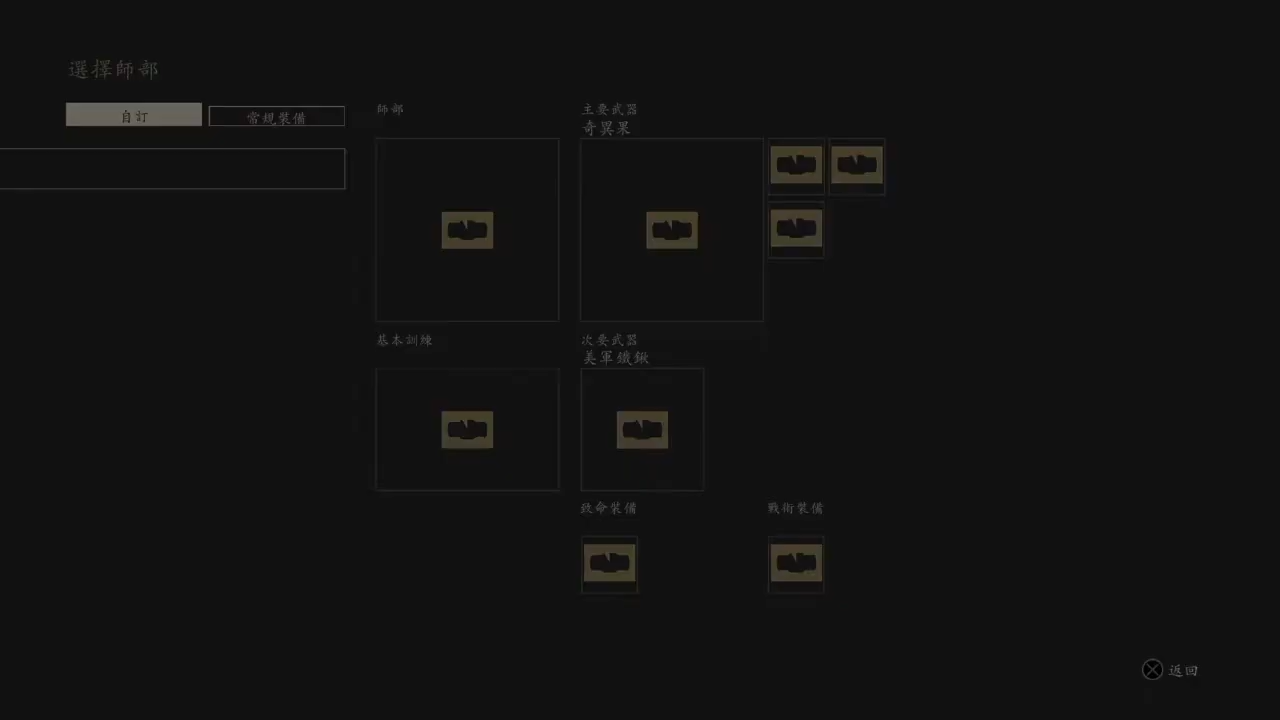 選擇師部
自訂
常規裝備
師部
主要武器
奇異果
基本訓練
次要武器
美軍鐵鍬
致命裝備
戰術裝備
返回